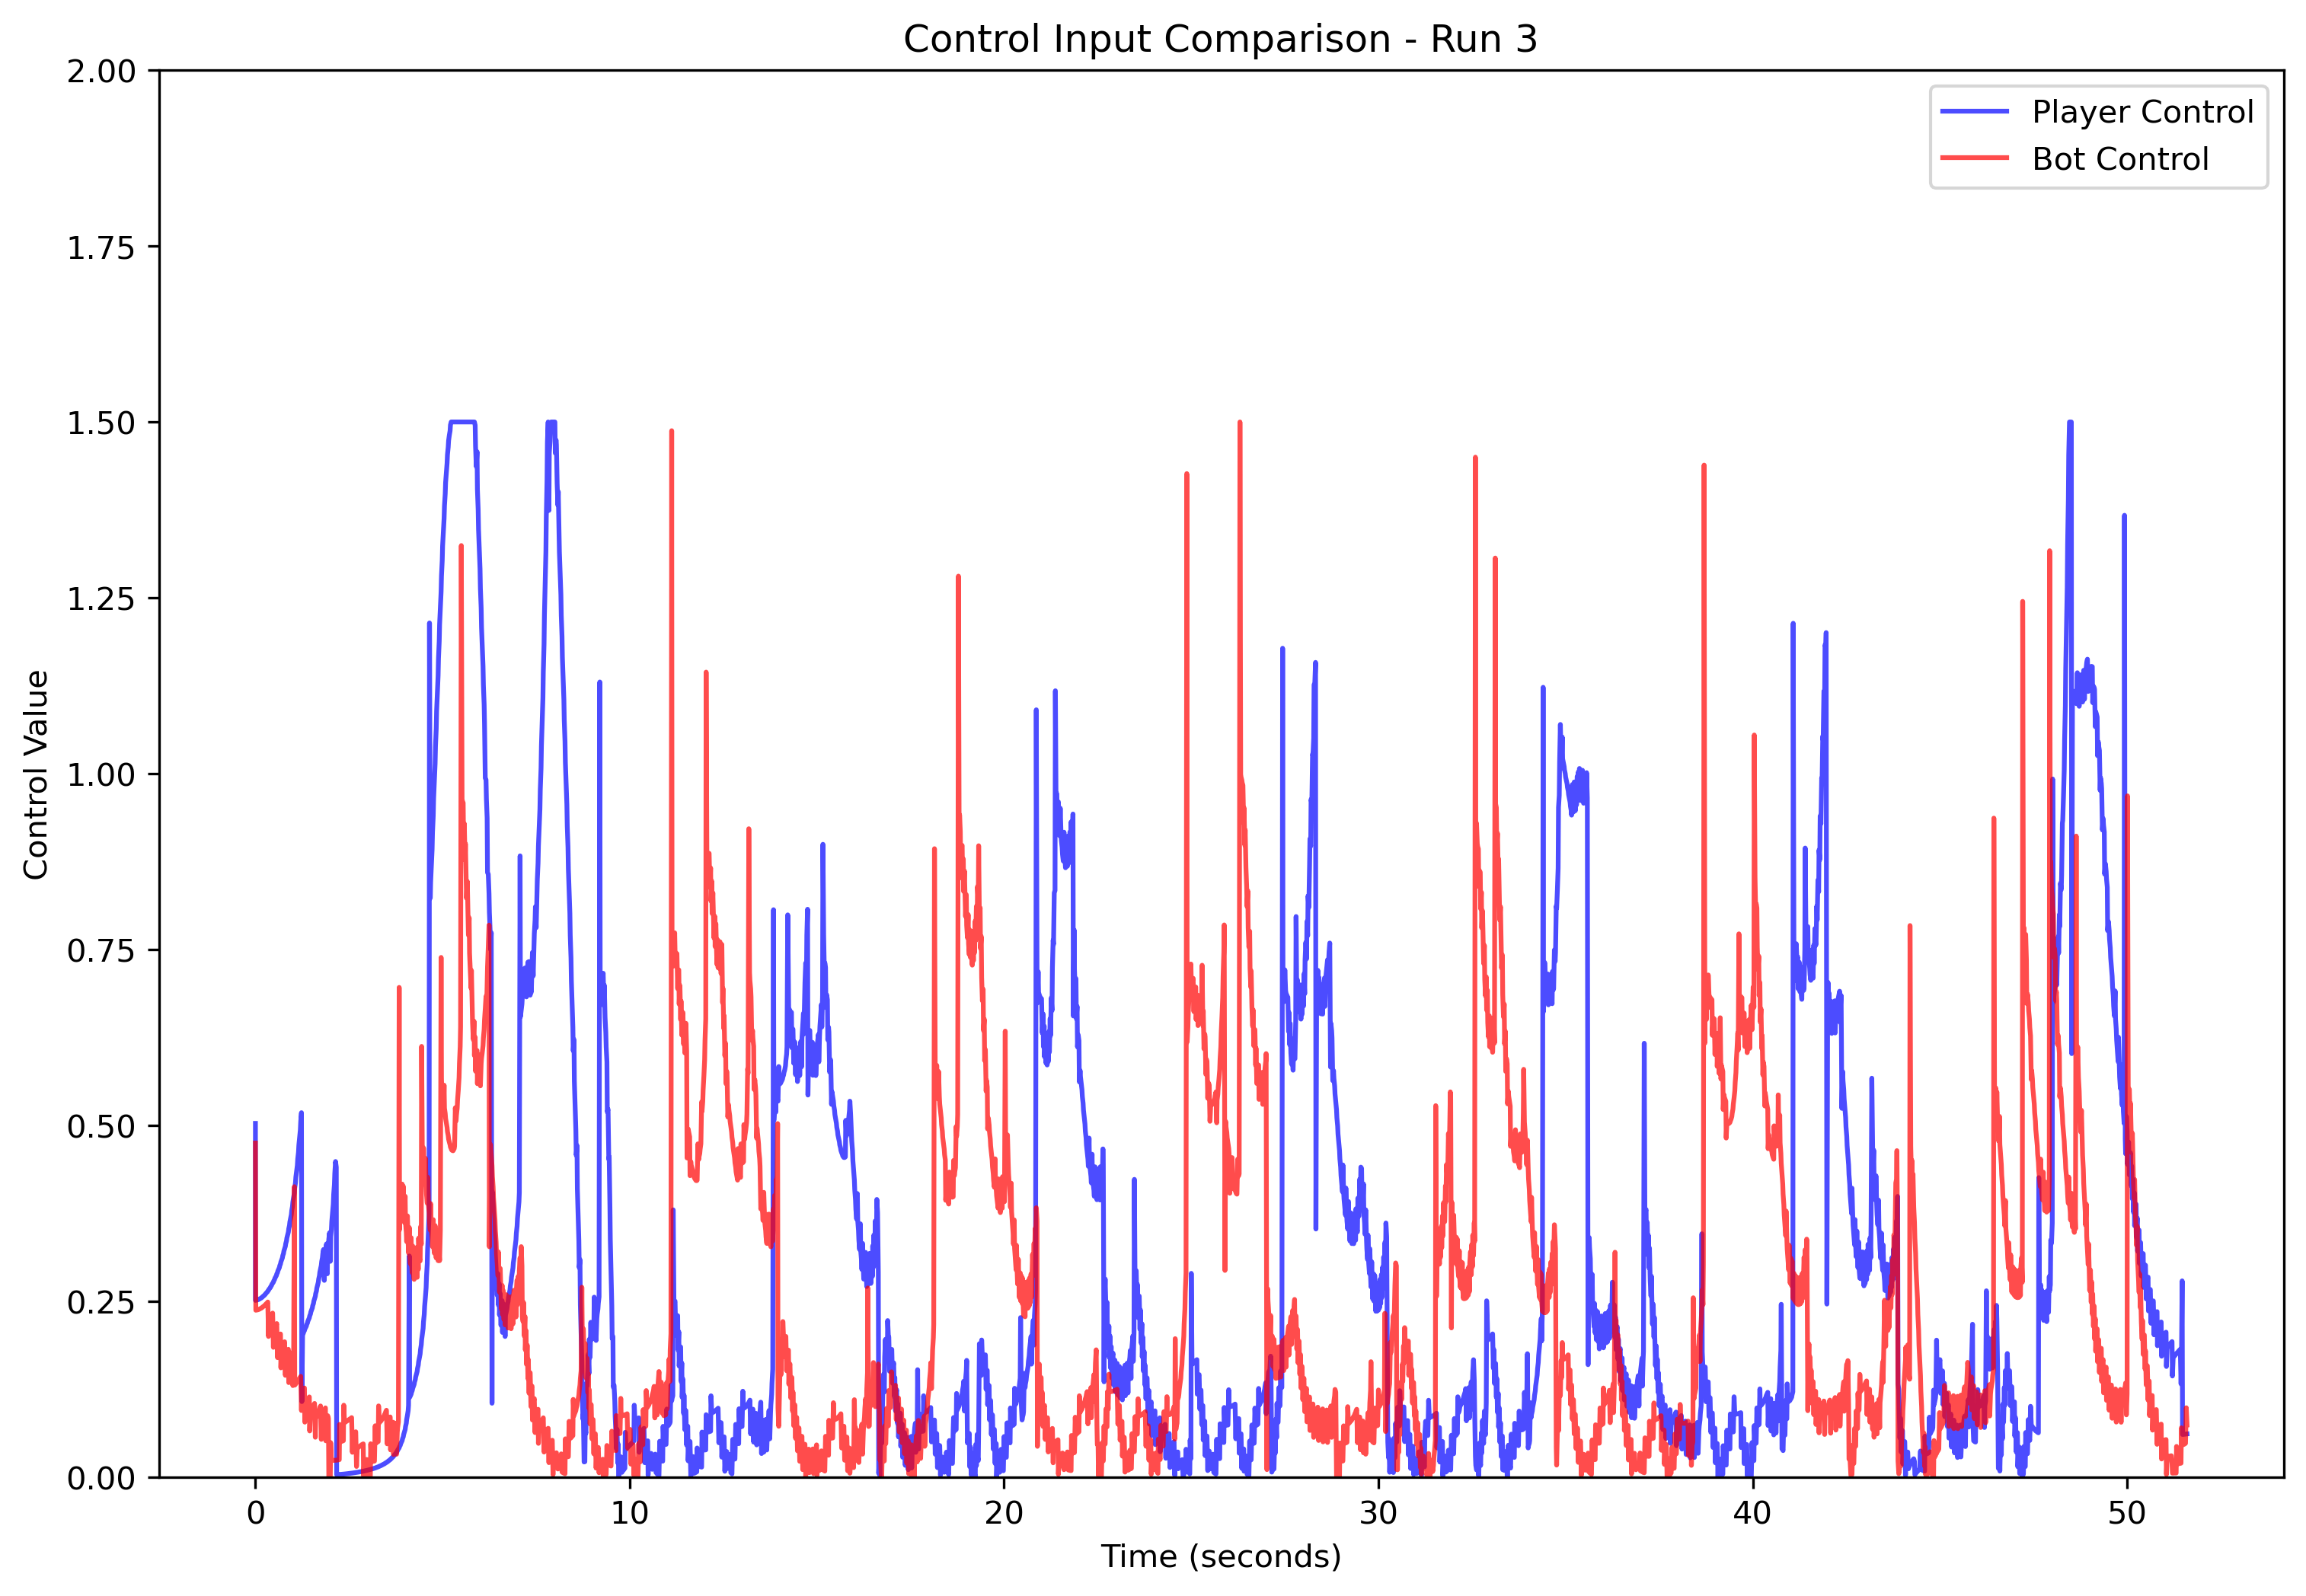 Control Input Comparison - Run 3
2.00
1.75
1.50
1.25
1.00
0.75
0.50
0.25
0.00
Control Value
Player Control
Bot Control
0 10 20 30 40 50
Time (seconds)